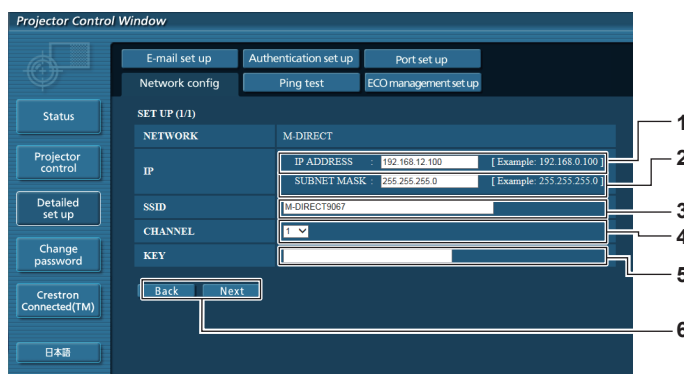 Projector Control Window
E-mail set up
Authentication set up
Port set up
Network config
Ping test
ECO management set up
Status
Projector
control
Detailed
set up
Change
password
Crestron
Connected(TM)
日本語
SET UP (1/1)
NETWORK M-DIRECT
IP
IP ADDRESS : 192.168.12.100 [ Example: 192.168.0.100 ]
SUBNET MASK : 255.255.255.0 [ Example: 255.255.255.0 ]
SSID M-DIRECT9067
CHANNEL 1
KEY
Back Next
1
2
3
4
5
6